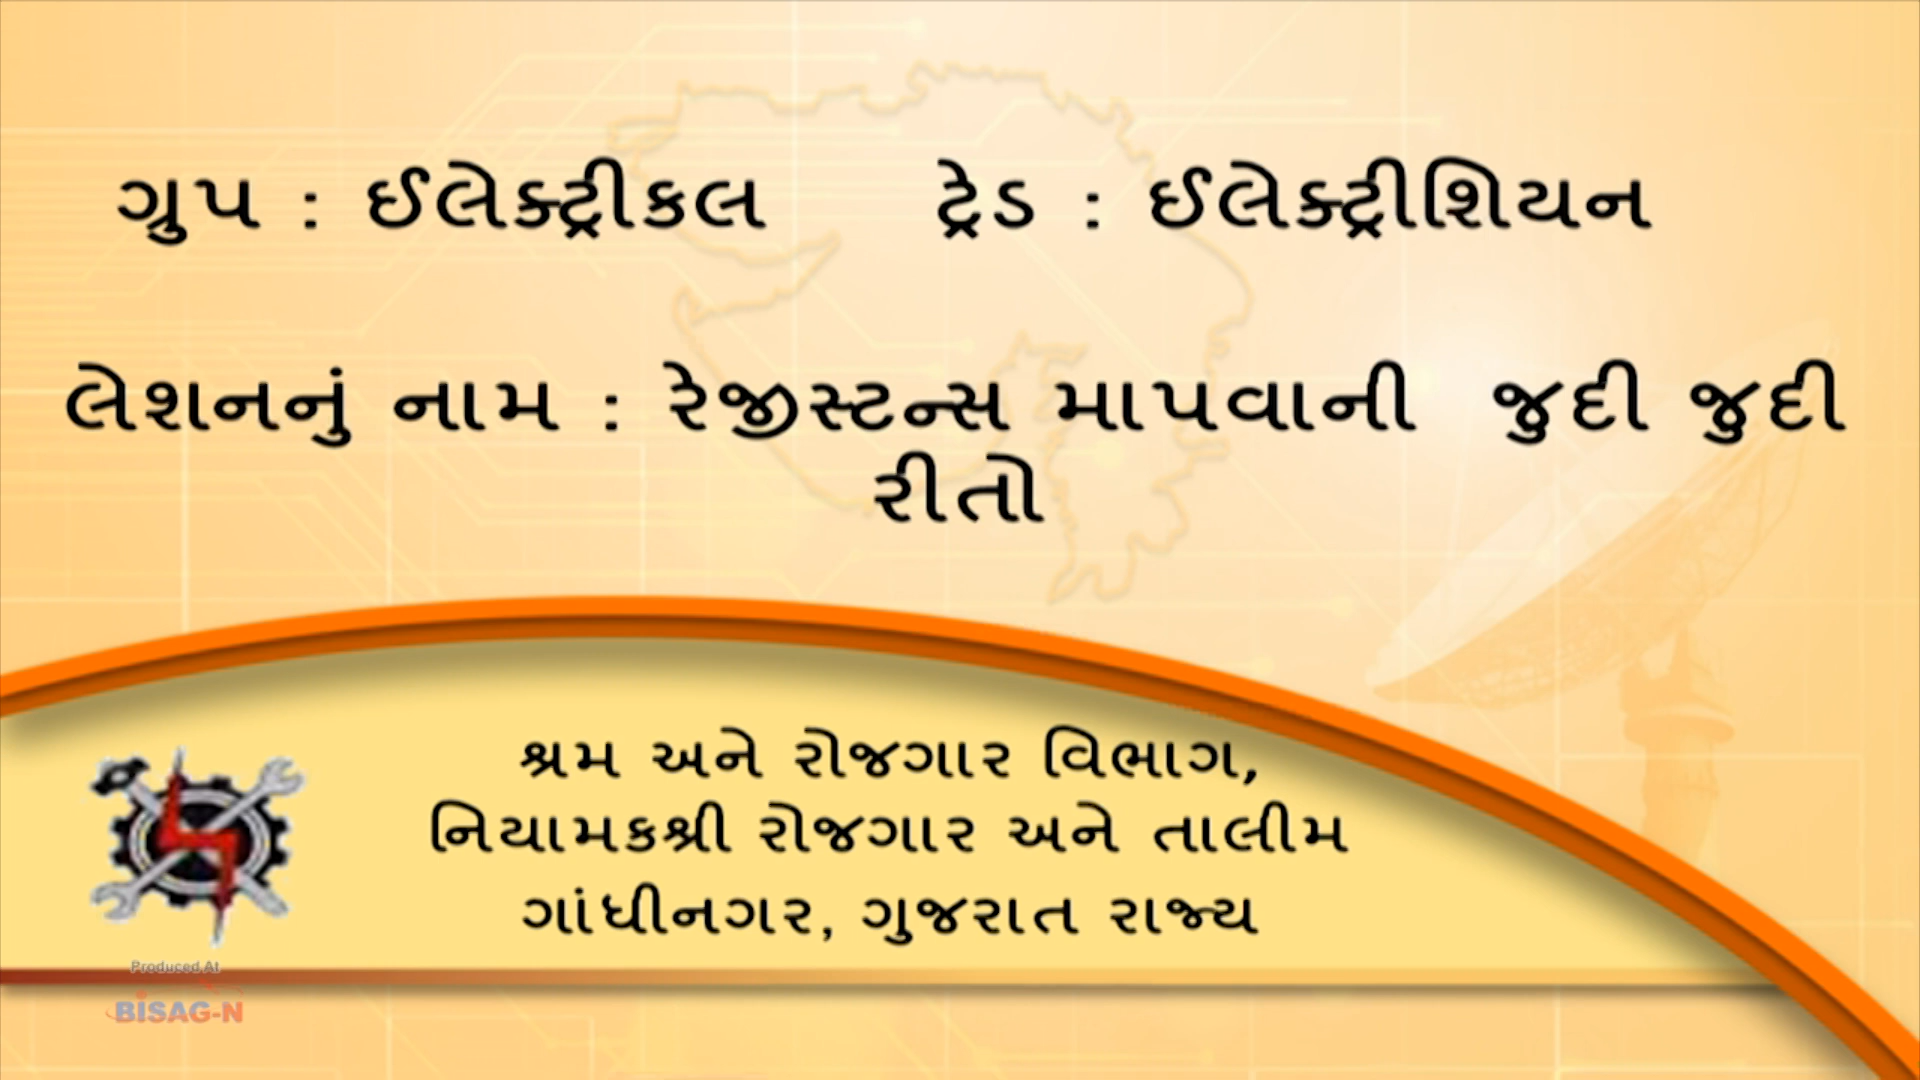 ગ્રુપ : ઈલેક્ટ્રીકલ ટ્રેડ : ઈલેક્ટ્રીશિયન
લેશનનું નામ : રેજીસ્ટન્સ માપવાની જુદી જુદી
રીતો
શ્રમ અને રોજગાર વિભાગ,
નિયામકશ્રી રોજગાર અને તાલીમ
ગાંધીનગર, ગુજરાત રાજ્ય
Produced At
BISAG-N